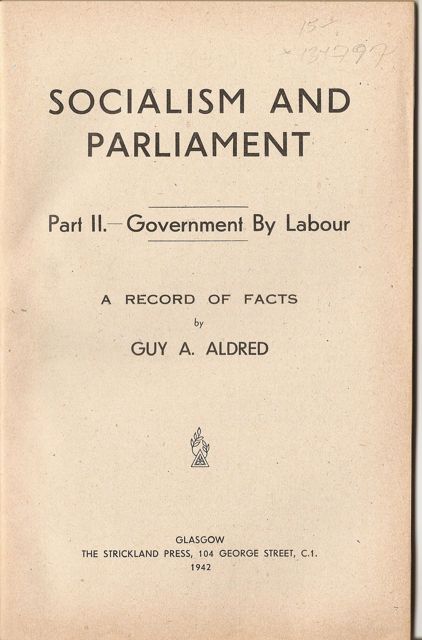 SOCIALISM AND
PARLIAMENT
Part II.—Government By Labour
A RECORD OF FACTS
by
GUY A. ALDRED
GLASGOW
THE STRICKLAND PRESS, 104 GEORGE STREET, C.1.
1942